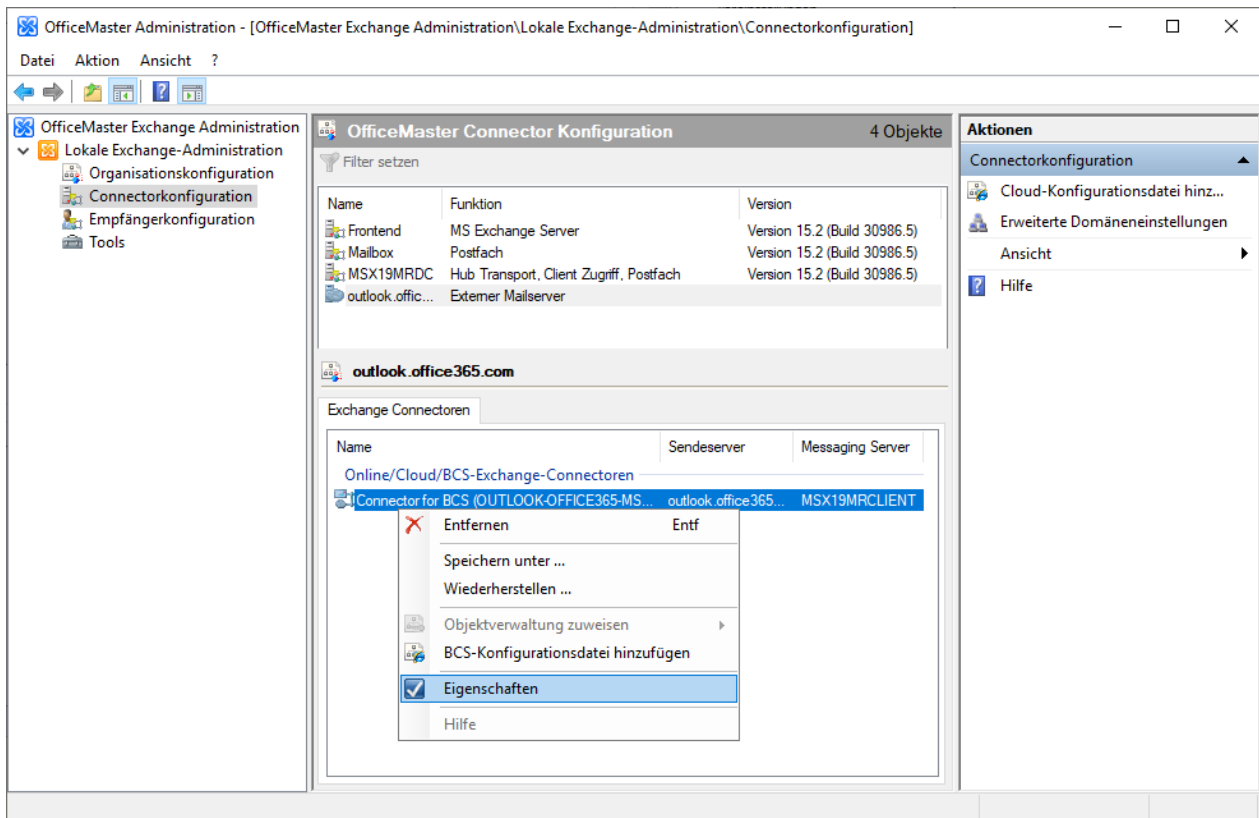 OfficeMaster Administration - [OfficeMaster Exchange Administration\Lokale Exchange-Administration\Connectorkonfiguration]
Datei Aktion Ansicht ?
OfficeMaster Exchange Administration
Lokale Exchange-Administration
Organisationskonfiguration
Connectorkonfiguration
Empfängerkonfiguration
Tools
OfficeMaster Connector Konfiguration 4 Objekte
Filter setzen
Name Funktion Version
Frontend MS Exchange Server Version 15.2 (Build 30986.5)
Mailbox Postfach Version 15.2 (Build 30986.5)
MSX19MRDC Hub Transport, Client Zugriff, Postfach Version 15.2 (Build 30986.5)
outlook.offic... Externer Mailserver
outlook.office365.com
Exchange Connectoren
Name Sendeserver Messaging Server
Online/Cloud/BCS-Exchange-Connectoren
Connector for BCS (OUTLOOK-OFFICE365-MS... outlook.office365... MSX19MRCLIENT
Entfernen Entf
Speichern unter ...
Wiederherstellen ...
Objektverwaltung zuweisen
BCS-Konfigurationsdatei hinzufügen
Eigenschaften
Hilfe
Aktionen
Connectorkonfiguration
Cloud-Konfigurationsdatei hinz...
Erweiterte Domäneneinstellungen
Ansicht
Hilfe